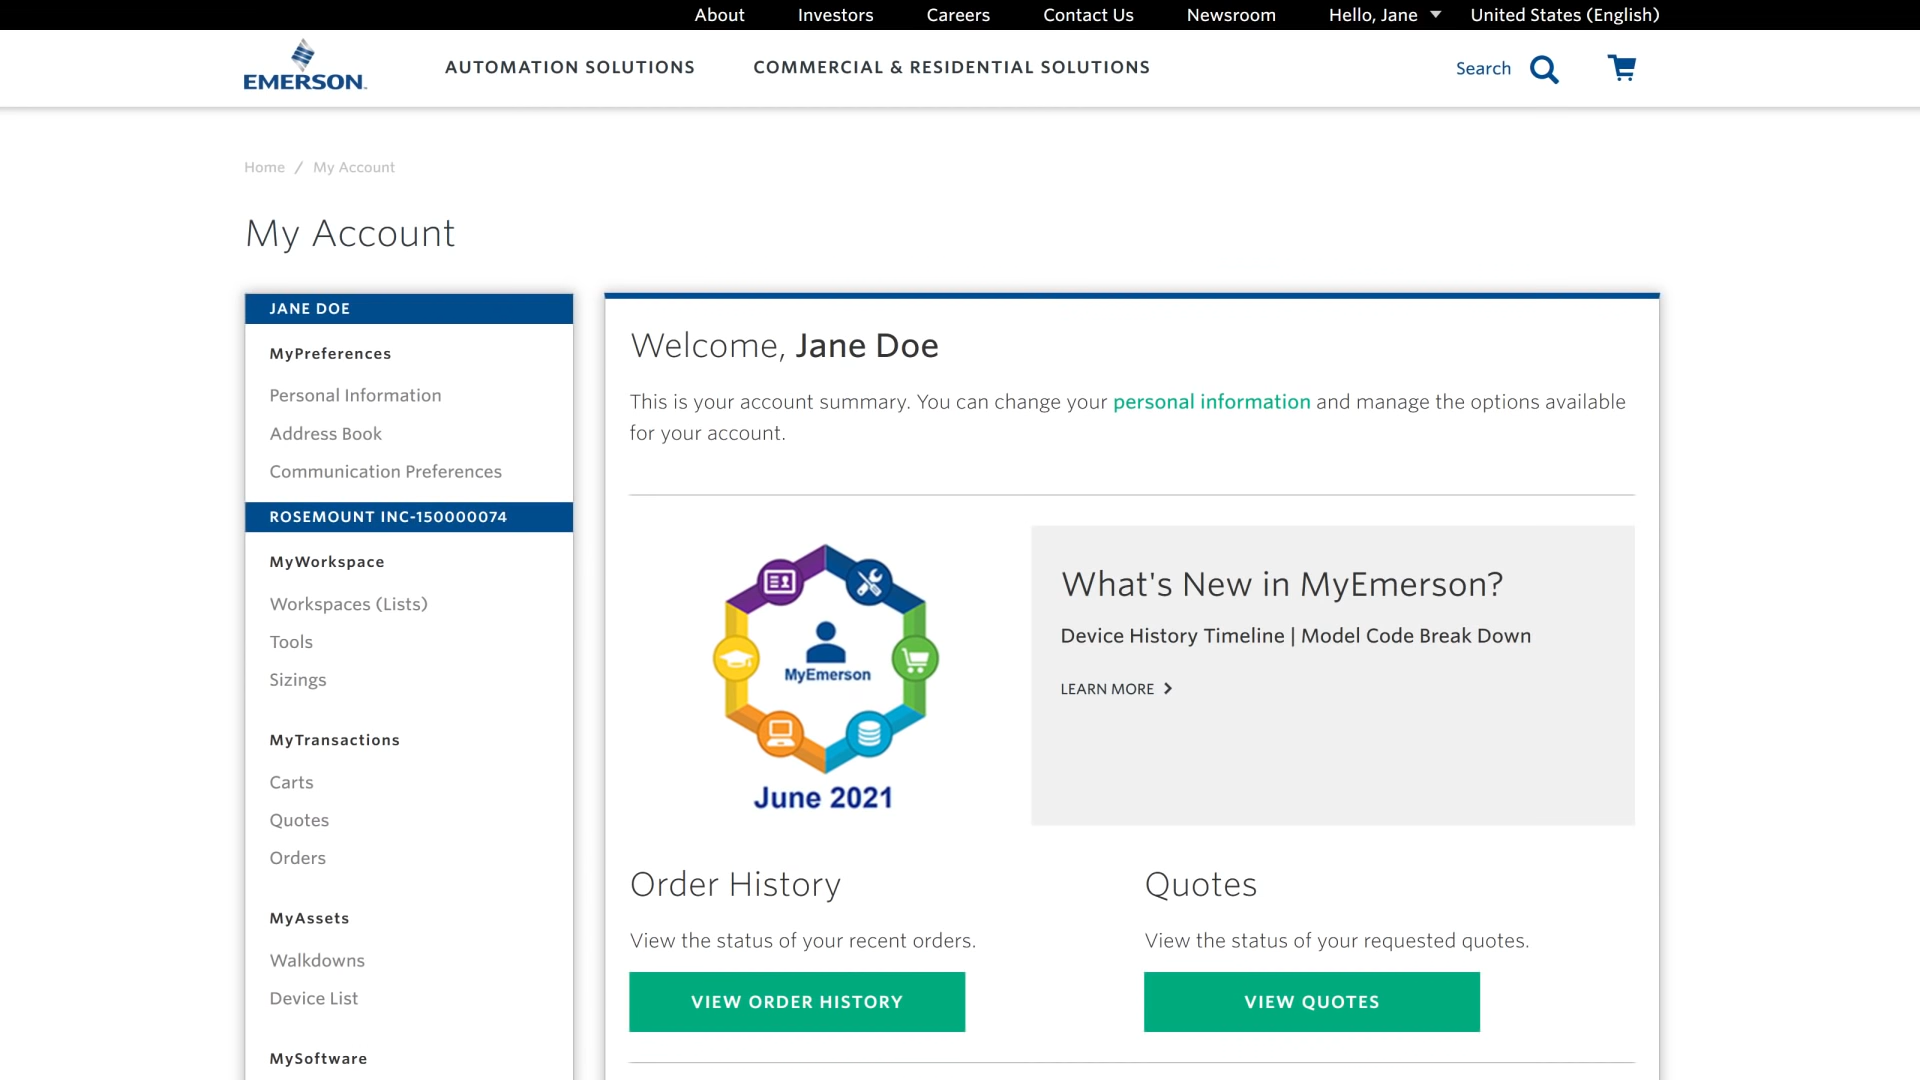 About Investors Careers Contact Us Newsroom Hello, Jane United States (English)
EMERSON™ AUTOMATION SOLUTIONS COMMERCIAL & RESIDENTIAL SOLUTIONS Search
Home / My Account
My Account
JANE DOE
MyPreferences
Personal Information
Address Book
Communication Preferences
ROSEMOUNT INC-150000074
MyWorkspace
Workspaces (Lists)
Tools
Sizings
MyTransactions
Carts
Quotes
Orders
MyAssets
Walkdowns
Device List
MySoftware
Welcome, Jane Doe
This is your account summary. You can change your personal information and manage the options available
for your account.
MyEmerson
June 2021
What's New in MyEmerson?
Device History Timeline | Model Code Break Down
LEARN MORE
Order History
View the status of your recent orders.
VIEW ORDER HISTORY
Quotes
View the status of your requested quotes.
VIEW QUOTES